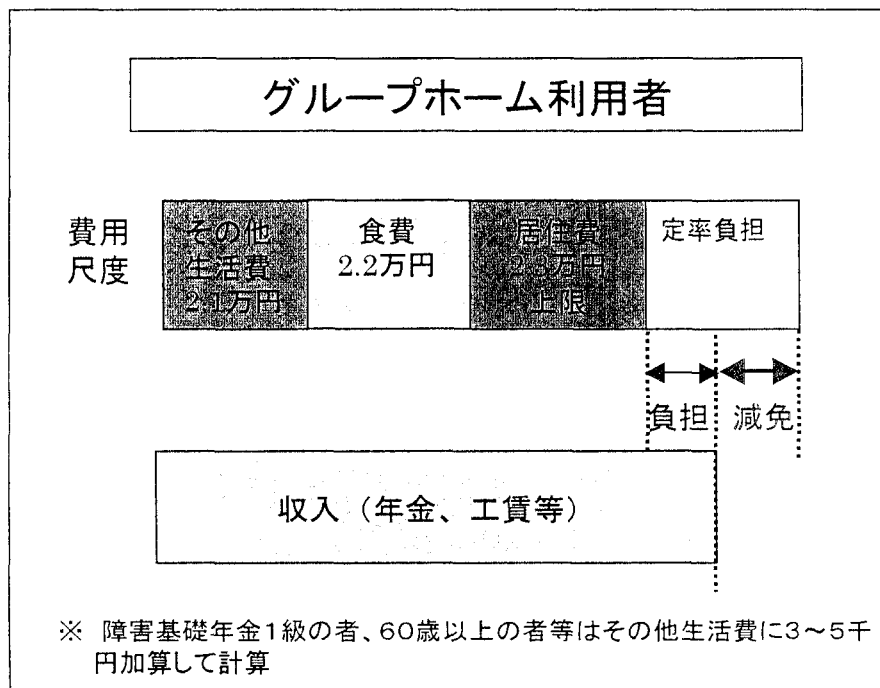 グループホーム利用者
費用
尺度
その他
生活費
2.1万円
食費
2.2万円
居住費
2.3万円
上限
定率負担
負担
減免
収入（年金、工賃等）
※ 障害基礎年金1級の者、60歳以上の者等はその他生活費に3～5千
円加算して計算